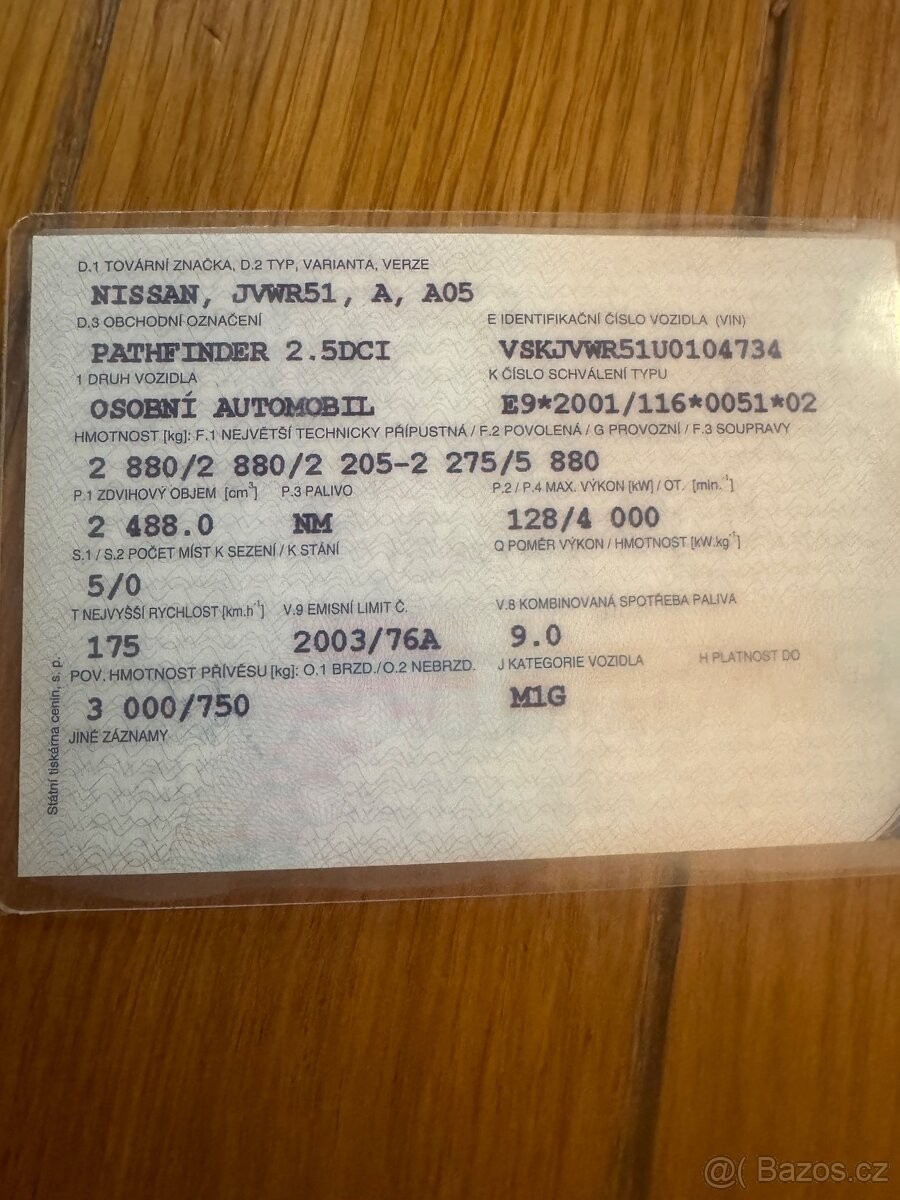 D.1 TOVÁRNÍ ZNAČKA, D.2 TYP, VARIANTA, VERZE
NISSAN, JVWR51, A, A05
D.3 OBCHODNÍ OZNAČENÍ E IDENTIFIKAČNÍ ČÍSLO VOZIDLA (VIN)
PATHFINDER 2.5DCI VSKJVWR51U0104734
1 DRUH VOZIDLA K ČÍSLO SCHVÁLENÍ TYPU
OSOBNÍ AUTOMOBIL E9*2001/116*0051*02
HMOTNOST [kg]: F.1 NEJVĚTŠÍ TECHNICKY PŘÍPUSTNÁ / F.2 POVOLENÁ / G PROVOZNÍ / F.3 SOUPRAVY
2 880/2 880/2 205-2 275/5 880
P.1 ZDVIHOVÝ OBJEM [cm³] P.3 PALIVO P.2 / P.4 MAX. VÝKON [kW] / OT. [min.⁻¹]
2 488.0 NM 128/4 000
S.1 / S.2 POČET MÍST K SEZENÍ / K STÁNÍ Q POMĚR VÝKON / HMOTNOST [kW.kg⁻¹]
5/0
T NEJVYŠŠÍ RYCHLOST [km.h⁻¹] V.9 EMISNÍ LIMIT Č. V.8 KOMBINOVANÁ SPOTŘEBA PALIVA
175 2003/76A 9.0
POV. HMOTNOST PŘÍVĚSU [kg]: O.1 BRZD./O.2 NEBRZD. J KATEGORIE VOZIDLA H PLATNOST DO
3 000/750 M1G
JINÉ ZÁZNAMY
Státní tiskárna cenin, s. p.
@( Bazos.cz